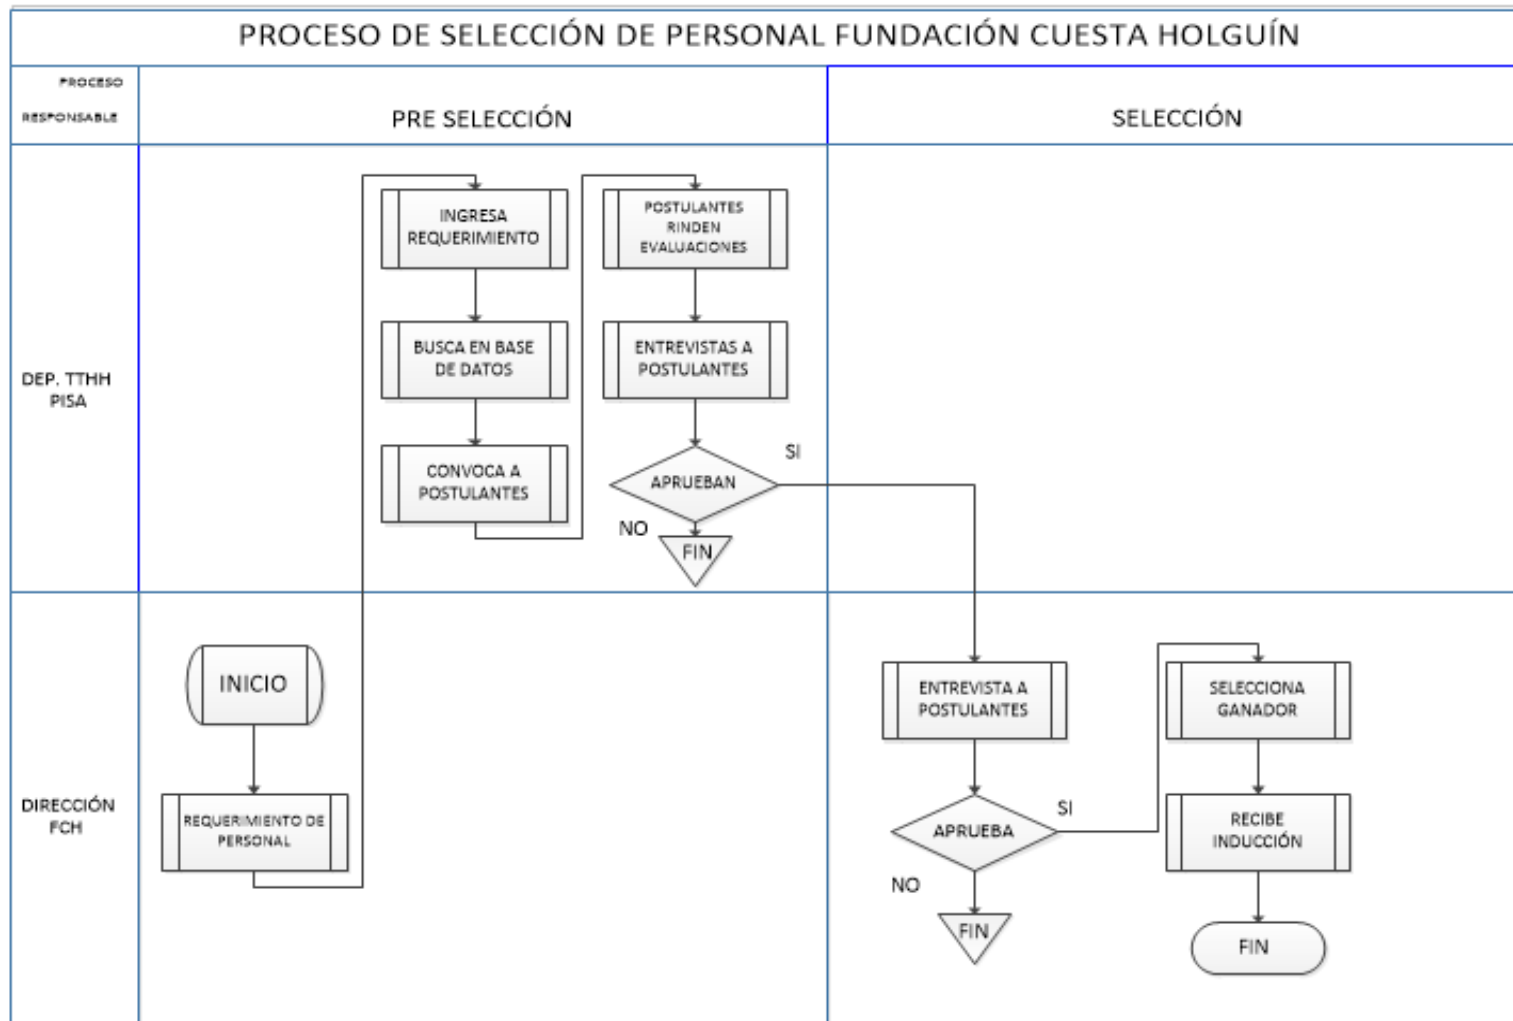 PROCESO DE SELECCIÓN DE PERSONAL FUNDACIÓN CUESTA HOLGUÍN
PROCESO
RESPONSABLE
PRE SELECCIÓN
SELECCIÓN
DEP. TTHH
PISA
INGRESA
REQUERIMIENTO
BUSCA EN BASE
DE DATOS
CONVOCA A
POSTULANTES
POSTULANTES
RINDEN
EVALUACIONES
ENTREVISTAS A
POSTULANTES
APRUEBAN
SI
NO
FIN
DIRECCIÓN
FCH
INICIO
REQUERIMIENTO DE
PERSONAL
ENTREVISTA A
POSTULANTES
APRUEBA
SI
NO
FIN
SELECCIONA
GANADOR
RECIBE
INDUCCIÓN
FIN